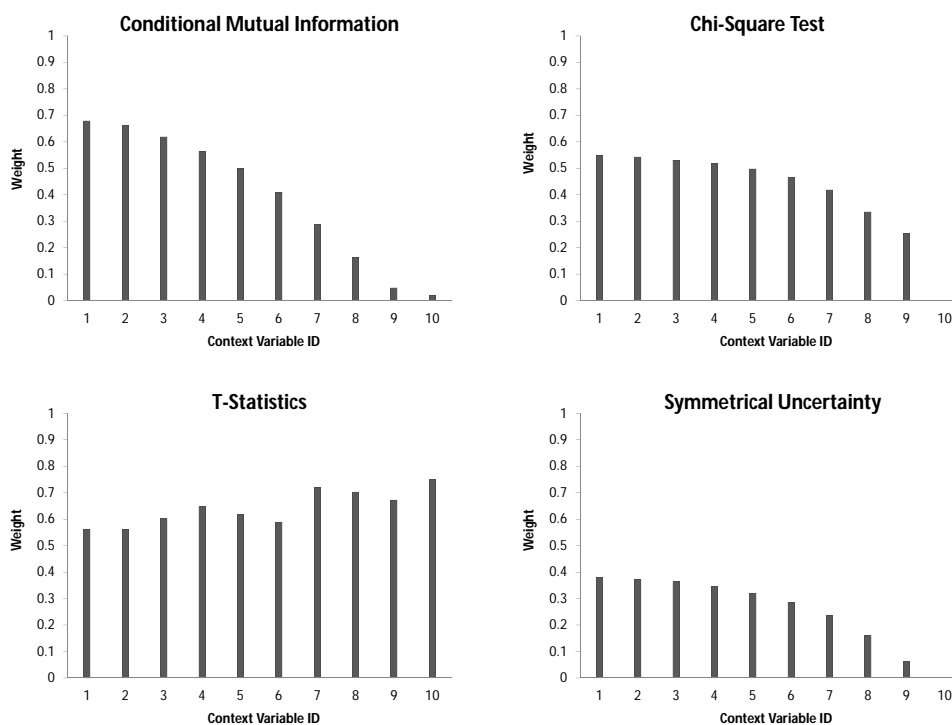 Conditional Mutual Information
1
0.9
0.8
0.7
0.6
0.5
0.4
0.3
0.2
0.1
0
Weight
1 2 3 4 5 6 7 8 9 10
Context Variable ID
Chi-Square Test
1
0.9
0.8
0.7
0.6
0.5
0.4
0.3
0.2
0.1
0
Weight
1 2 3 4 5 6 7 8 9 10
Context Variable ID
T-Statistics
1
0.9
0.8
0.7
0.6
0.5
0.4
0.3
0.2
0.1
0
Weight
1 2 3 4 5 6 7 8 9 10
Context Variable ID
Symmetrical Uncertainty
1
0.9
0.8
0.7
0.6
0.5
0.4
0.3
0.2
0.1
0
Weight
1 2 3 4 5 6 7 8 9 10
Context Variable ID